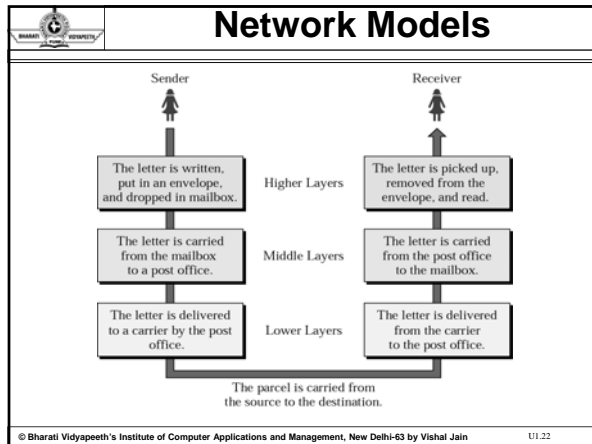 BHARATI VIDYAPEETH
PUNE
Network Models
Sender Receiver
The letter is written,
put in an envelope,
and dropped in mailbox.
Higher Layers
The letter is picked up,
removed from the
envelope, and read.
The letter is carried
from the mailbox
to a post office.
Middle Layers
The letter is carried
from the post office
to the mailbox.
The letter is delivered
to a carrier by the post
office.
Lower Layers
The letter is delivered
from the carrier
to the post office.
The parcel is carried from
the source to the destination.
© Bharati Vidyapeeth's Institute of Computer Applications and Management, New Delhi-63 by Vishal Jain U1.22